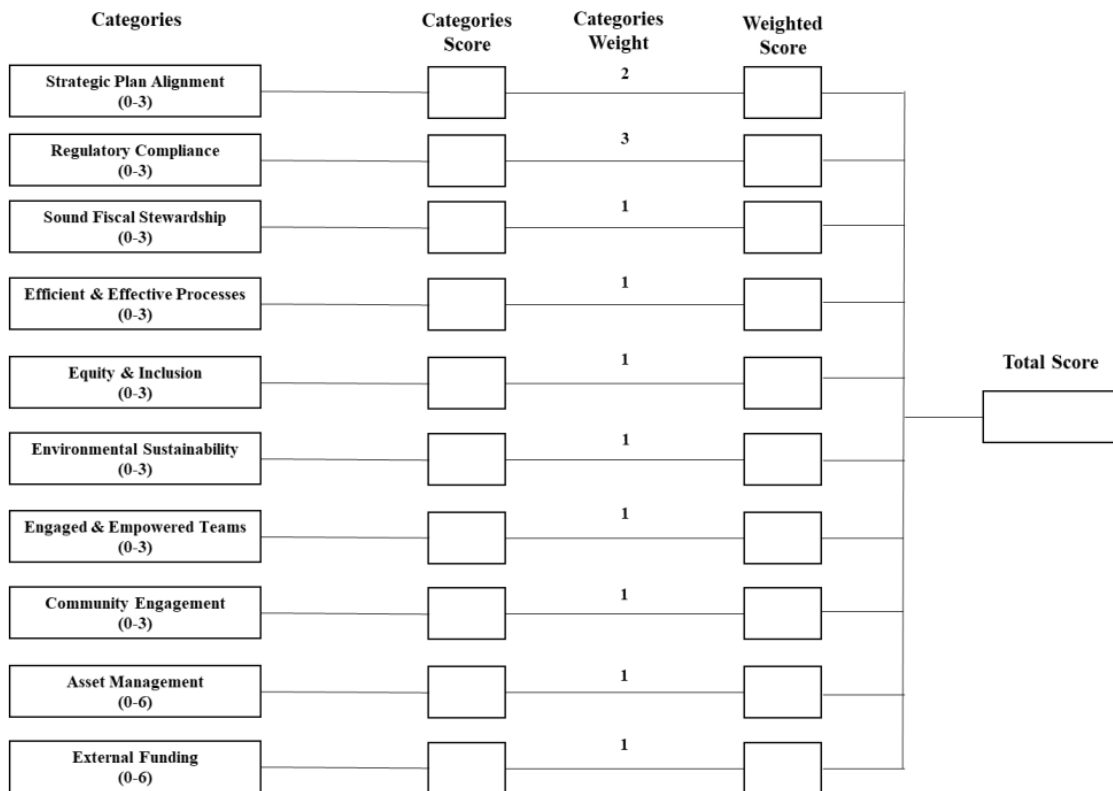 Categories
Categories
Score
Categories
Weight
Weighted
Score
Strategic Plan Alignment
(0-3)
2
Regulatory Compliance
(0-3)
3
Sound Fiscal Stewardship
(0-3)
1
Efficient & Effective Processes
(0-3)
1
Equity & Inclusion
(0-3)
1
Total Score
Environmental Sustainability
(0-3)
1
Engaged & Empowered Teams
(0-3)
1
Community Engagement
(0-3)
1
Asset Management
(0-6)
1
External Funding
(0-6)
1